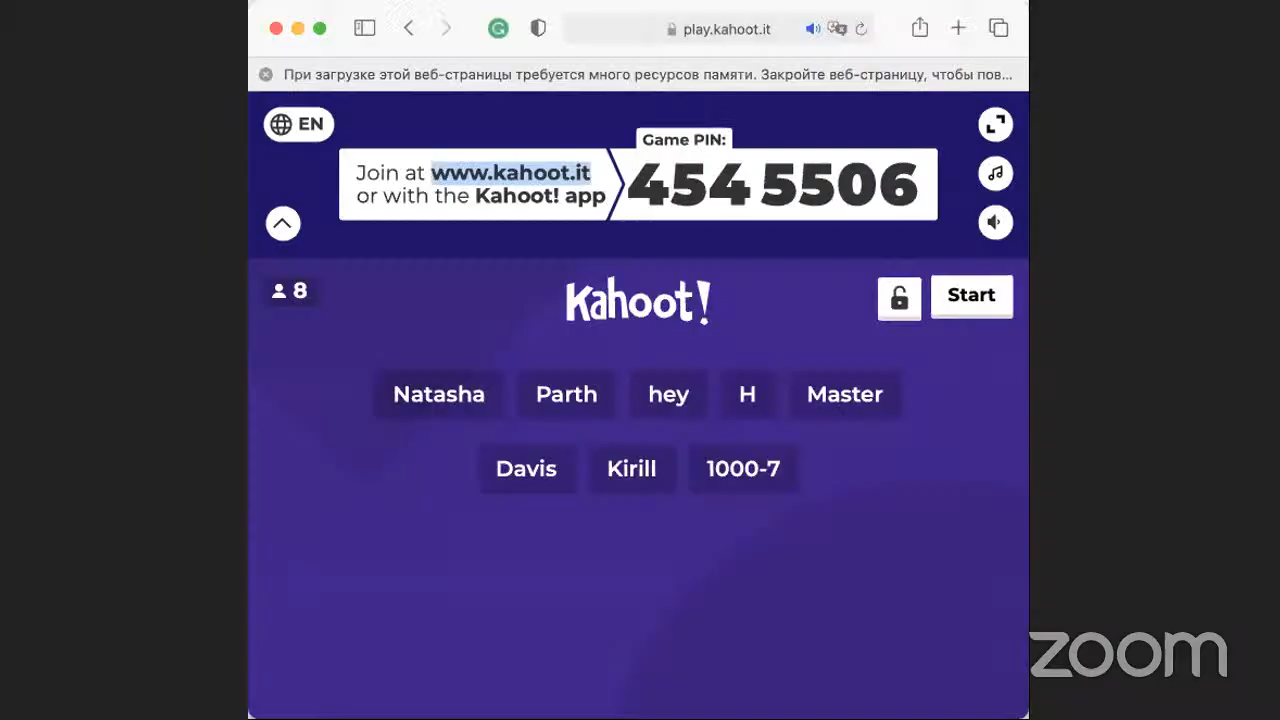 play.kahoot.it
При загрузке этой веб-страницы требуется много ресурсов памяти. Закройте веб-страницу, чтобы пов...
EN
Game PIN:
Join at www.kahoot.it
or with the Kahoot! app
454 5506
8
Kahoot!
Start
Natasha Parth hey H Master
Davis Kirill 1000-7
zoom